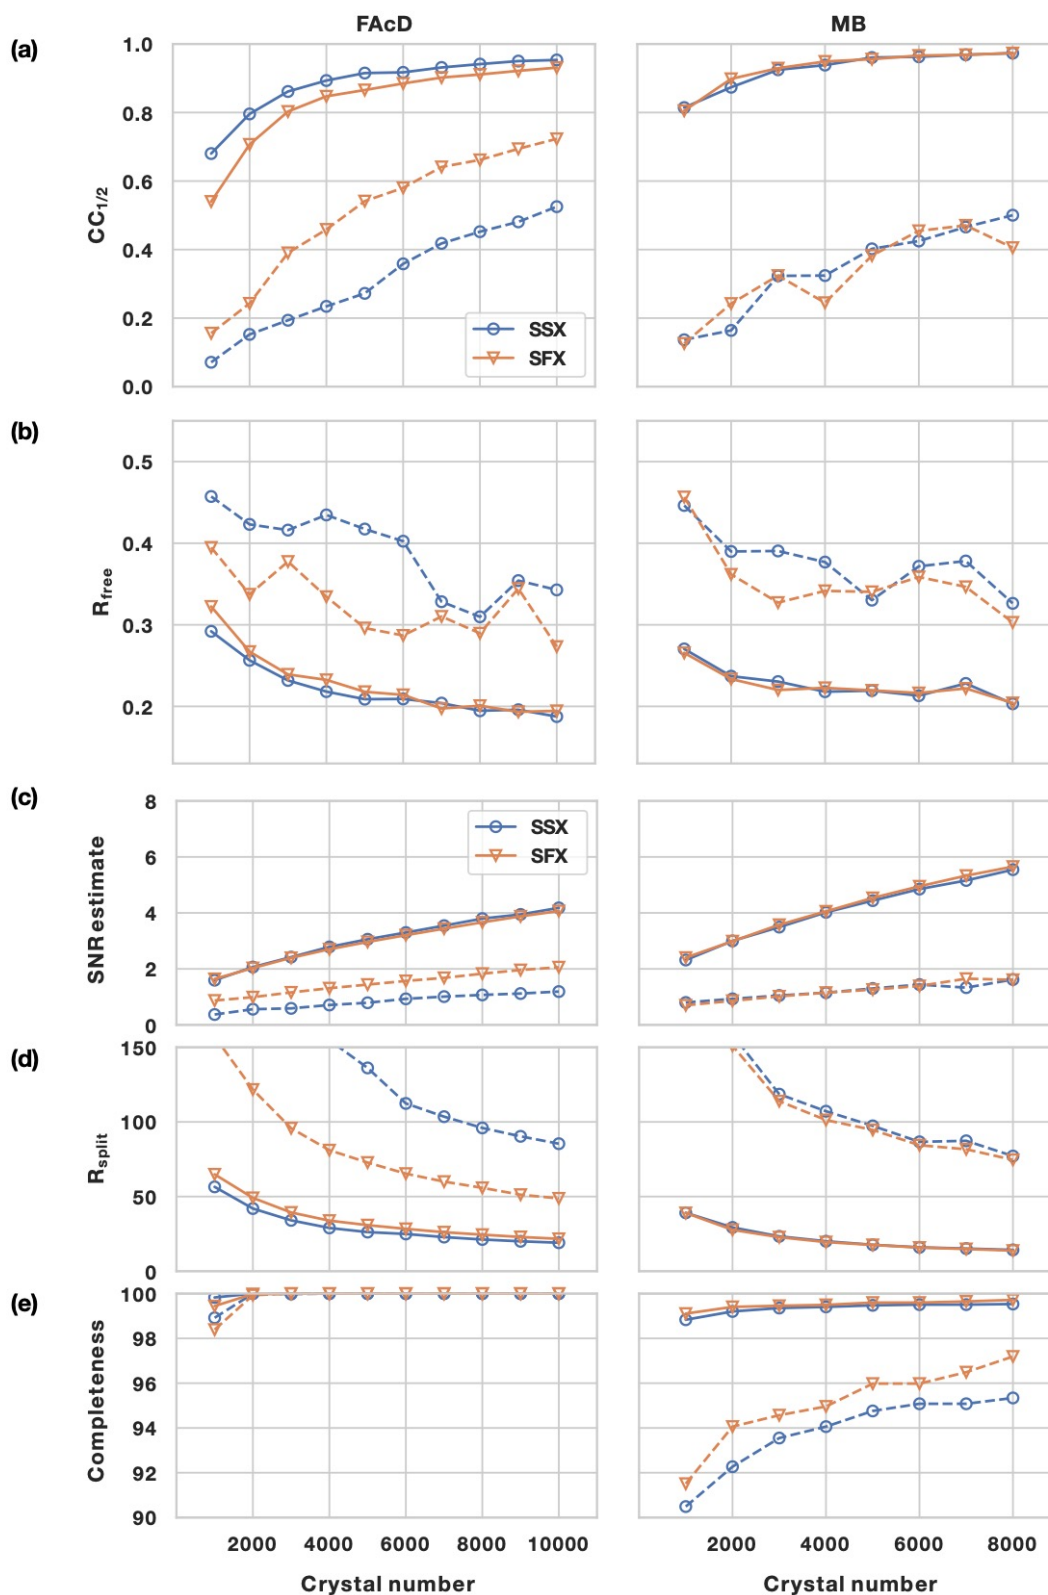 FAcD
MB
(a)
1.0
0.8
0.6
0.4
0.2
0.0
CC1/2
SSX
SFX
(b)
0.5
0.4
0.3
0.2
Rfree
(c)
8
6
4
2
0
SNRestimate
SSX
SFX
(d)
150
100
50
0
Rsplit
(e)
100
98
96
94
92
90
Completeness
2000 4000 6000 8000 10000
2000 4000 6000 8000
Crystal number
Crystal number